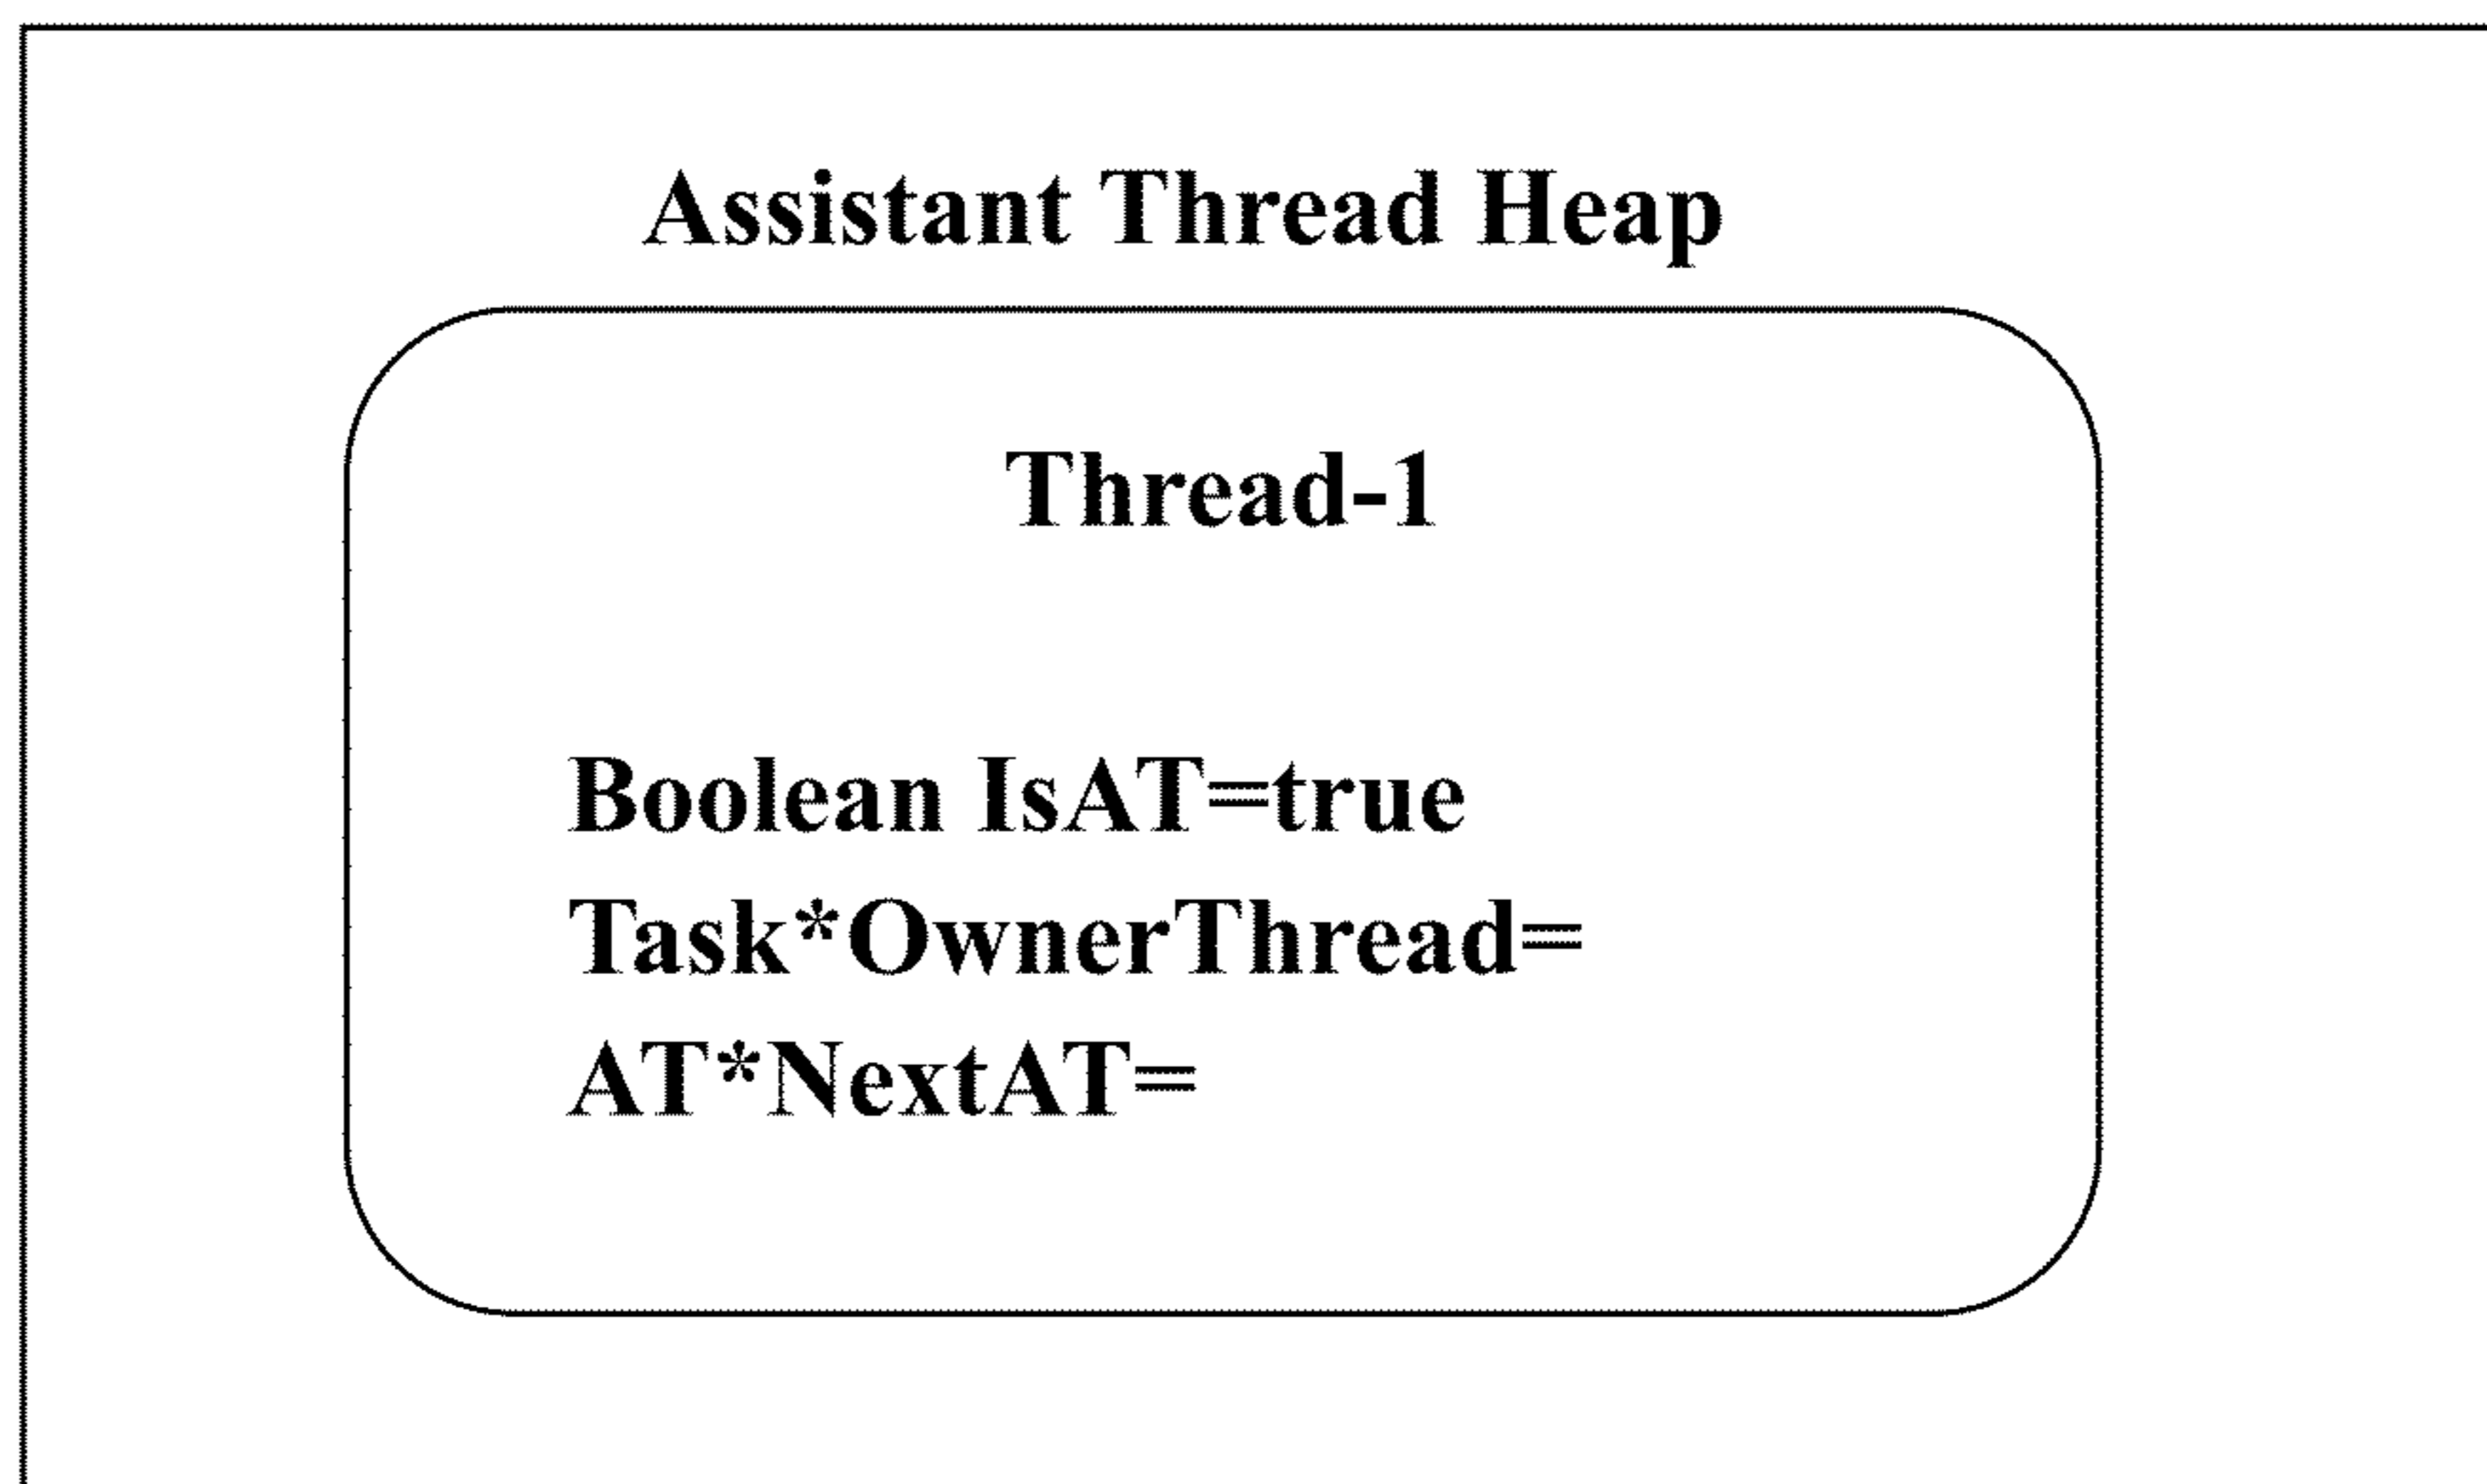 Assistant Thread Heap
Thread-1
Boolean IsAT=true
Task*OwnerThread=
AT*NextAT=